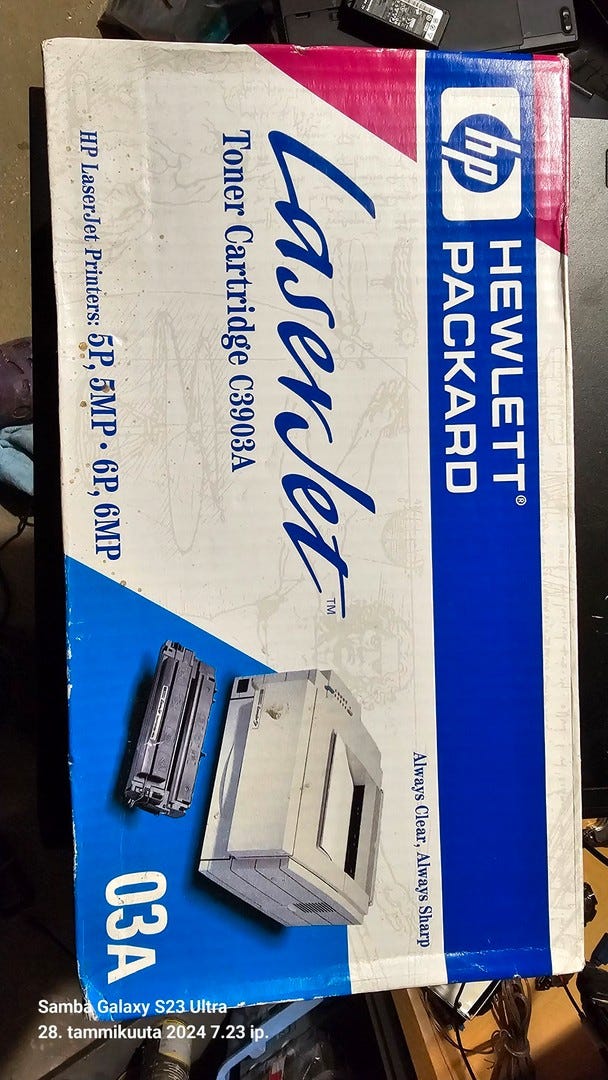 hp
HEWLETT®
PACKARD
Always Clear, Always Sharp
LaserJet™
Toner Cartridge C3903A
HP LaserJet Printers: 5P, 5MP • 6P, 6MP
03A
Samba Galaxy S23 Ultra
28. tammikuuta 2024 7.23 ip.